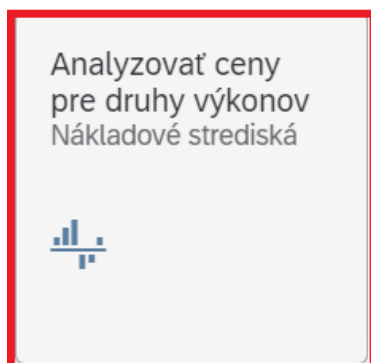 Analyzovať ceny
pre druhy výkonov
Nákladové strediská